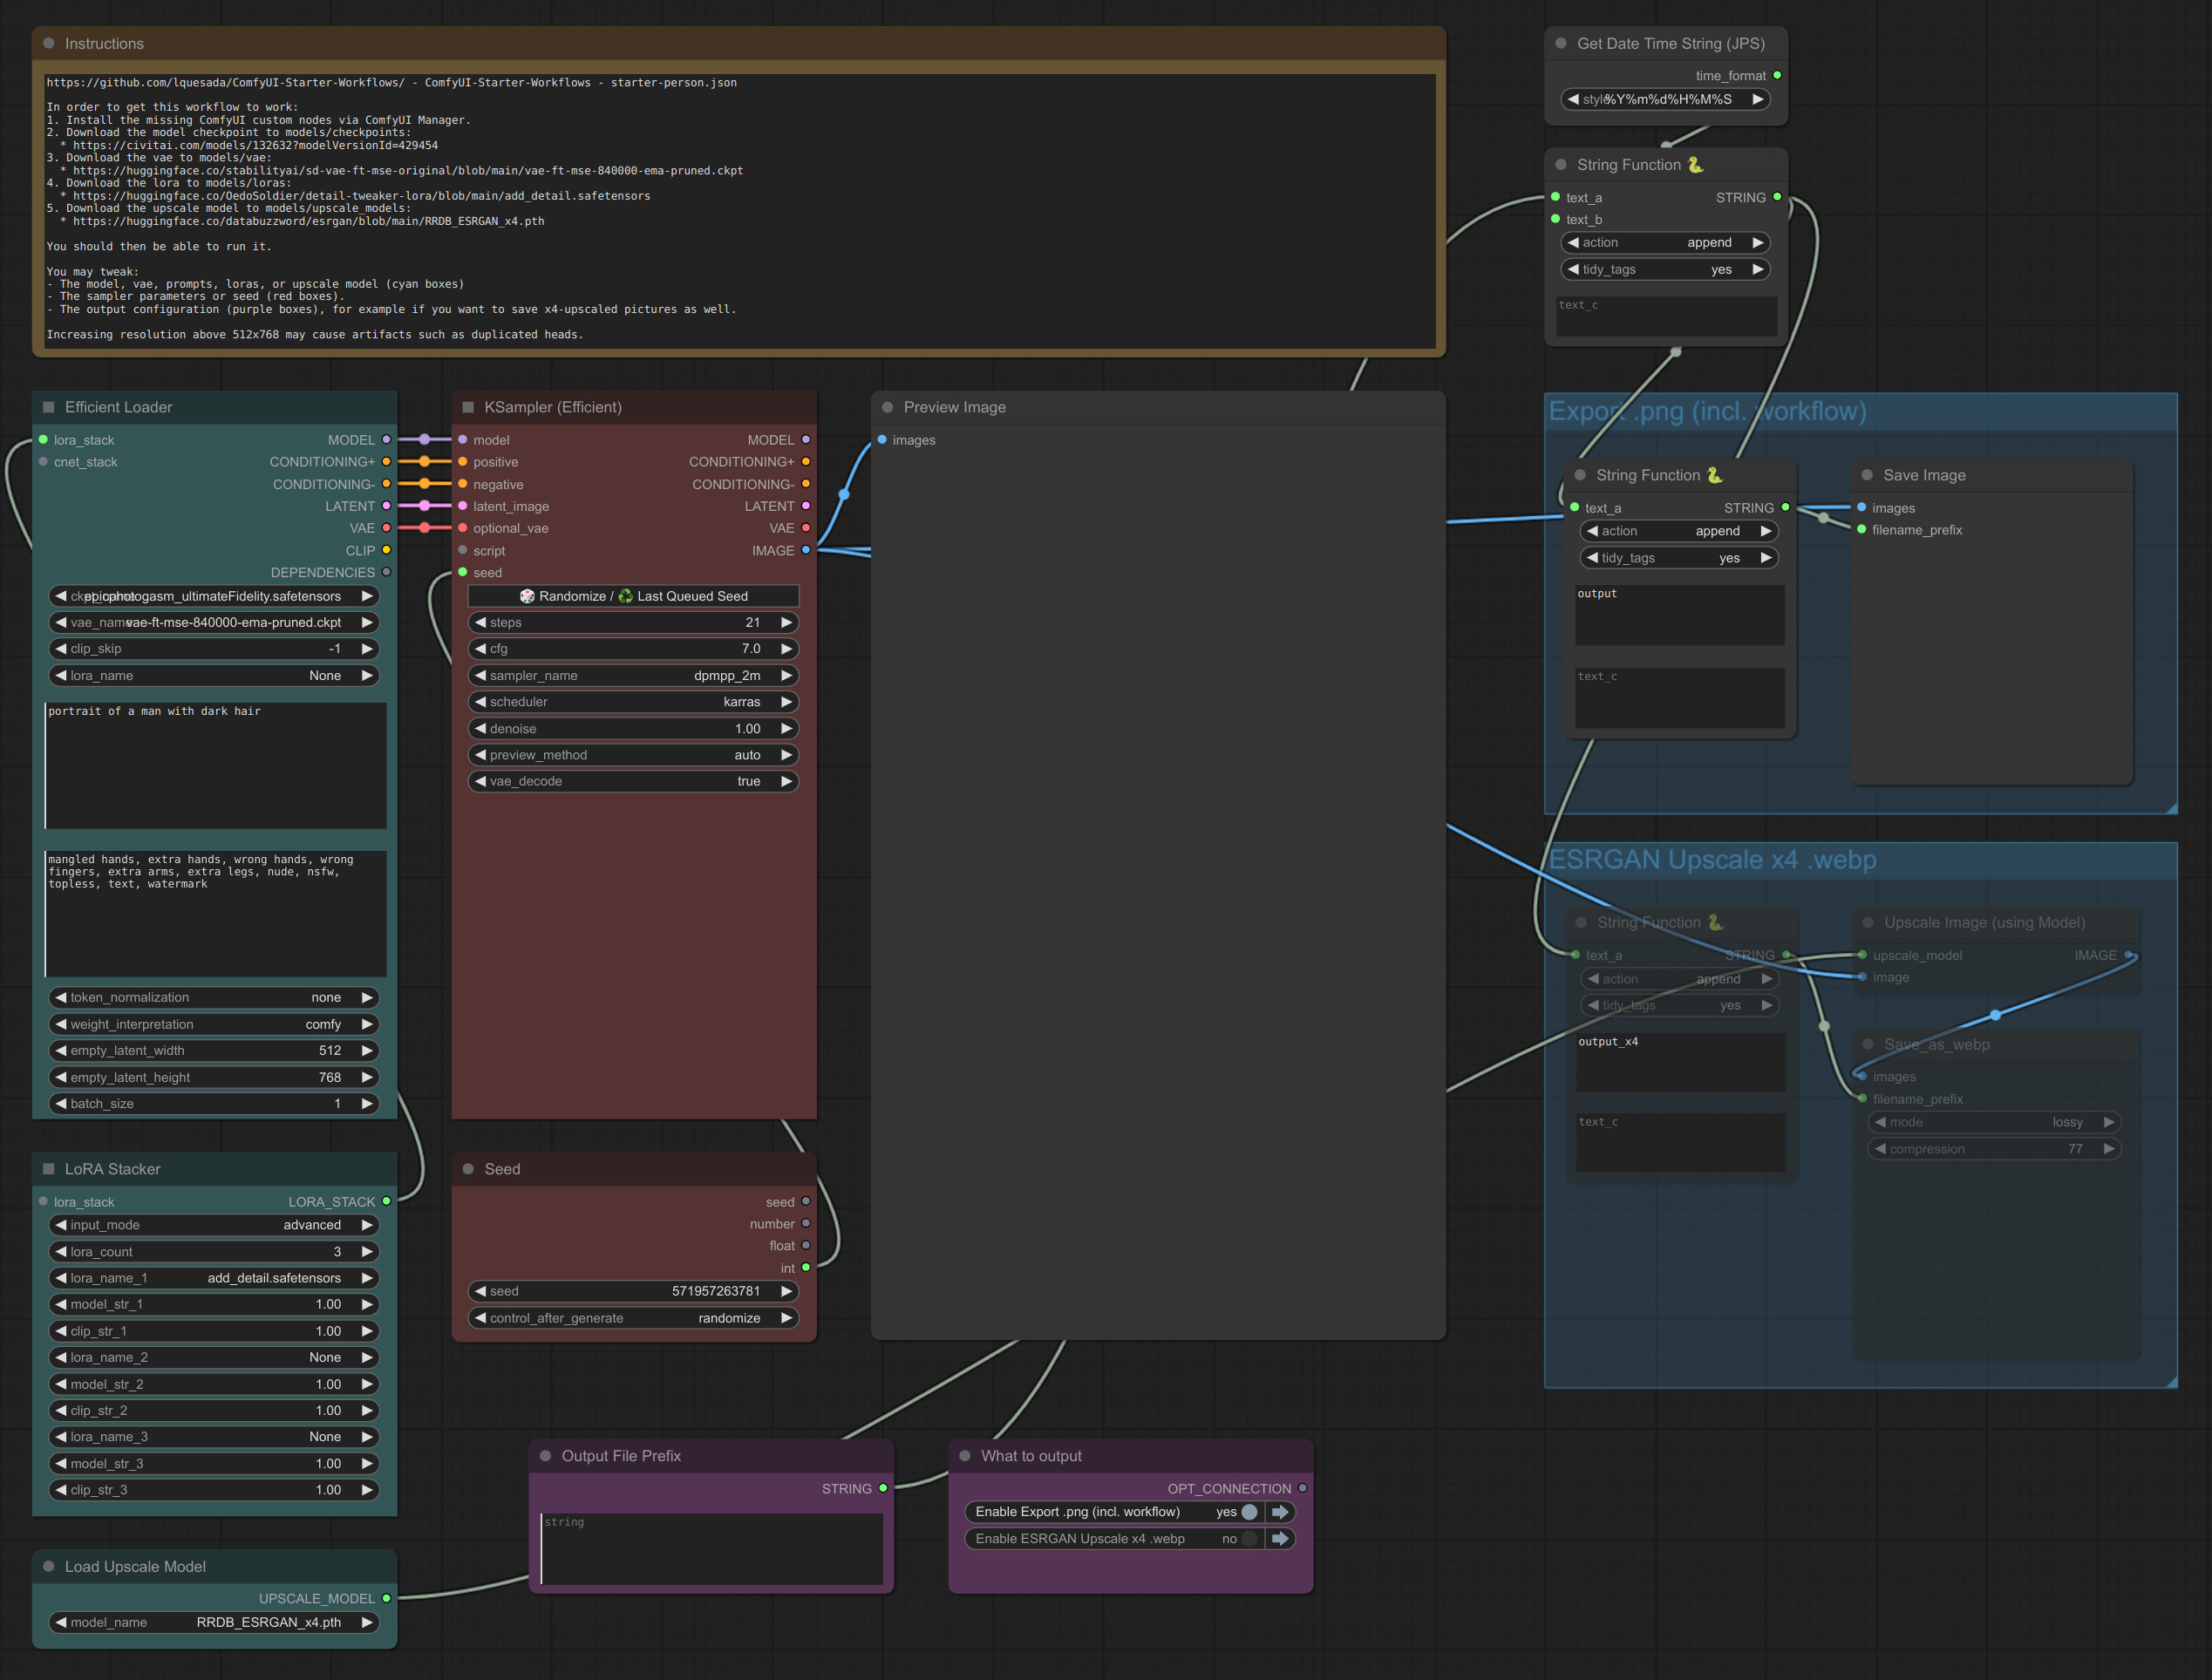 Instructions
https://github.com/lquesada/ComfyUI-Starter-Workflows/ - ComfyUI-Starter-Workflows - starter-person.json
In order to get this workflow to work:
1. Install the missing ComfyUI custom nodes via ComfyUI Manager.
2. Download the model checkpoint to models/checkpoints:
* https://civitai.com/models/132632?modelVersionId=429454
3. Download the vae to models/vae:
* https://huggingface.co/stabilityai/sd-vae-ft-mse-original/blob/main/vae-ft-mse-840000-ema-pruned.ckpt
4. Download the lora to models/loras:
* https://huggingface.co/OedoSoldier/detail-tweaker-lora/blob/main/add_detail.safetensors
5. Download the upscale model to models/upscale_models:
* https://huggingface.co/databuzzword/esrgan/blob/main/RRDB_ESRGAN_x4.pth
You should then be able to run it.
You may tweak:
- The model, vae, prompts, loras, or upscale model (cyan boxes)
- The sampler parameters or seed (red boxes).
- The output configuration (purple boxes), for example if you want to save x4-upscaled pictures as well.
Increasing resolution above 512x768 may cause artifacts such as duplicated heads.
Get Date Time String (JPS)
time_format
style %Y%m%d%H%M%S
String Function 🐍
text_a STRING
text_b
action append
tidy_tags yes
text_c
Efficient Loader
lora_stack MODEL
cnet_stack CONDITIONING+
CONDITIONING-
LATENT
VAE
CLIP
DEPENDENCIES
epicphotogasm_ultimateFidelity.safetensors
vae_name vae-ft-mse-840000-ema-pruned.ckpt
clip_skip -1
lora_name None
portrait of a man with dark hair
mangled hands, extra hands, wrong hands, wrong
fingers, extra arms, extra legs, nude, nsfw,
topless, text, watermark
token_normalization none
weight_interpretation comfy
empty_latent_width 512
empty_latent_height 768
batch_size 1
KSampler (Efficient)
model MODEL
positive CONDITIONING+
negative CONDITIONING-
latent_image LATENT
optional_vae VAE
script IMAGE
seed
🎲 Randomize / ♻️ Last Queued Seed
steps 21
cfg 7.0
sampler_name dpmpp_2m
scheduler karras
denoise 1.00
preview_method auto
vae_decode true
Preview Image
images
Export .png (incl. workflow)
String Function 🐍
text_a STRING
action append
tidy_tags yes
output
text_c
Save Image
images
filename_prefix
ESRGAN Upscale x4 .webp
String Function 🐍
text_a STRING
action append
tidy_tags yes
output_x4
text_c
Upscale Image (using Model)
upscale_model IMAGE
image
Save_as_webp
images
filename_prefix
mode lossy
compression 77
LoRA Stacker
lora_stack LORA_STACK
input_mode advanced
lora_count 3
lora_name_1 add_detail.safetensors
model_str_1 1.00
clip_str_1 1.00
lora_name_2 None
model_str_2 1.00
clip_str_2 1.00
lora_name_3 None
model_str_3 1.00
clip_str_3 1.00
Seed
seed
number
float
int
seed 571957263781
control_after_generate randomize
Output File Prefix
STRING
string
What to output
OPT_CONNECTION
Enable Export .png (incl. workflow) yes
Enable ESRGAN Upscale x4 .webp no
Load Upscale Model
UPSCALE_MODEL
model_name RRDB_ESRGAN_x4.pth